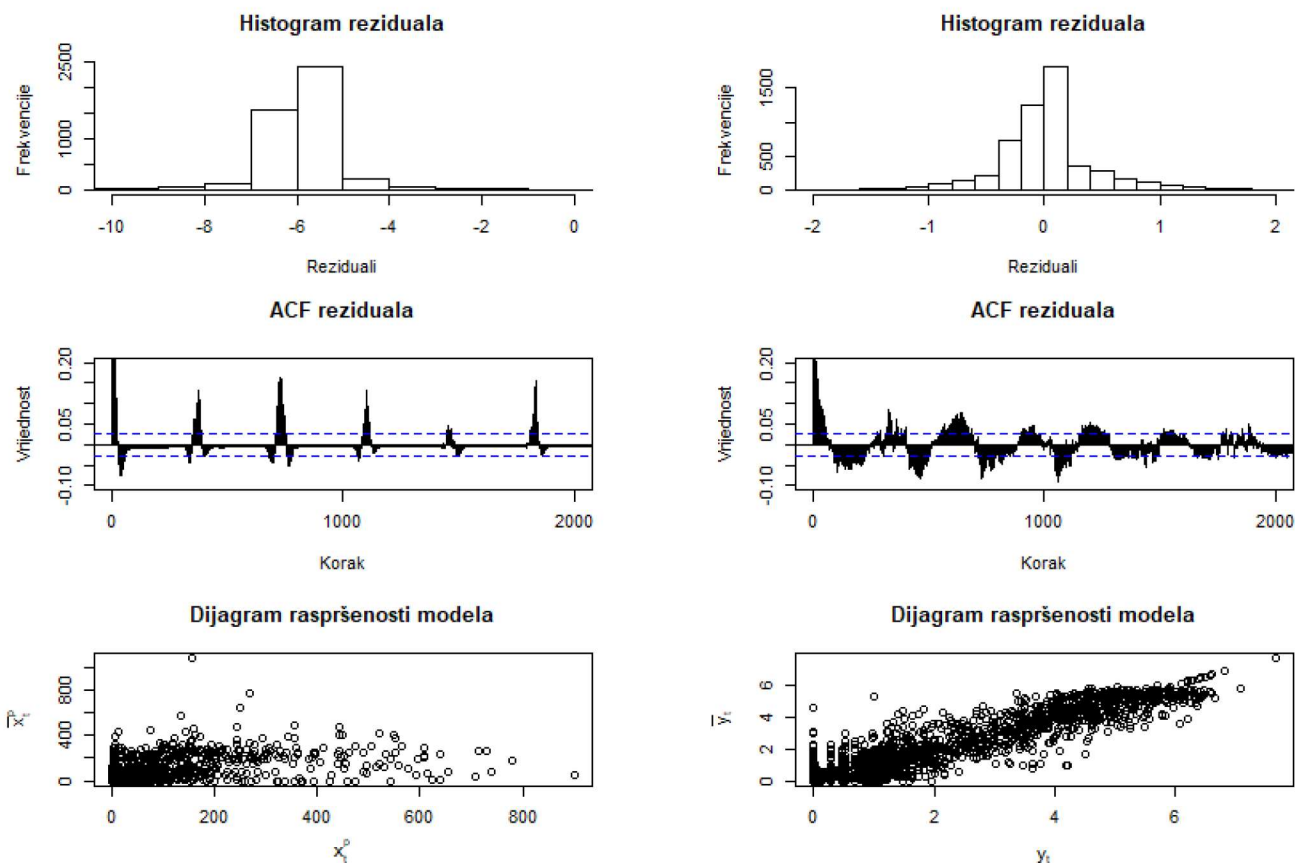 Histogram reziduala
Frekvencije
0 1000 2500
-10 -8 -6 -4 -2 0
Reziduali
Histogram reziduala
Frekvencije
0 500 1500
-2 -1 0 1 2
Reziduali
ACF reziduala
Vrijednost
-0.10 0.05 0.20
0 1000 2000
Korak
ACF reziduala
Vrijednost
-0.10 0.05 0.20
0 1000 2000
Korak
Dijagram raspršenosti modela
x̅ₜᵖ
0 400 800
0 200 400 600 800
xₜᵖ
Dijagram raspršenosti modela
y̅ₜ
0 2 4 6
0 2 4 6
yₜ